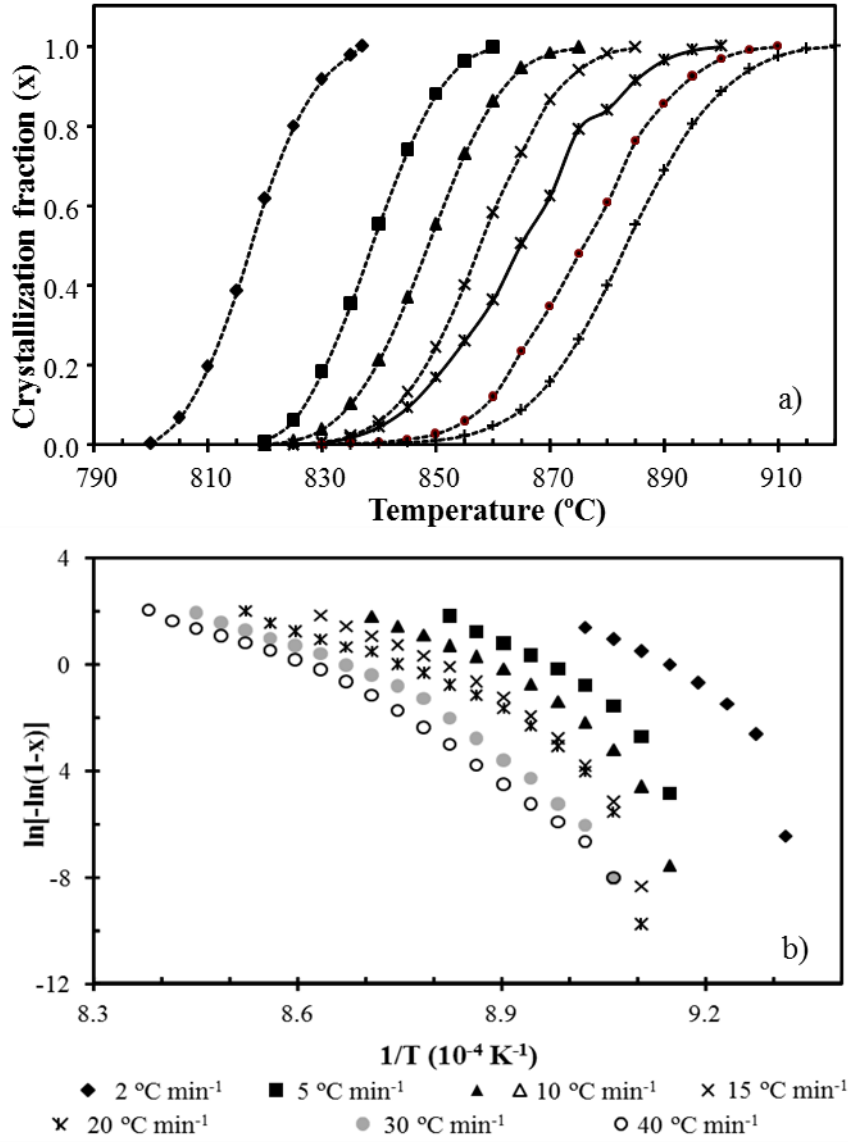 1.0
0.8
0.6
0.4
0.2
0.0
Crystallization fraction (x)
a)
790 810 830 850 870 890 910
Temperature (ºC)
4
0
4
-8
-12
ln[-ln(1-x)]
b)
8.3 8.6 8.9 9.2
1/T (10⁻⁴ K⁻¹)
2 ºC min⁻¹ 5 ºC min⁻¹ 10 ºC min⁻¹ 15 ºC min⁻¹
20 ºC min⁻¹ 30 ºC min⁻¹ 40 ºC min⁻¹